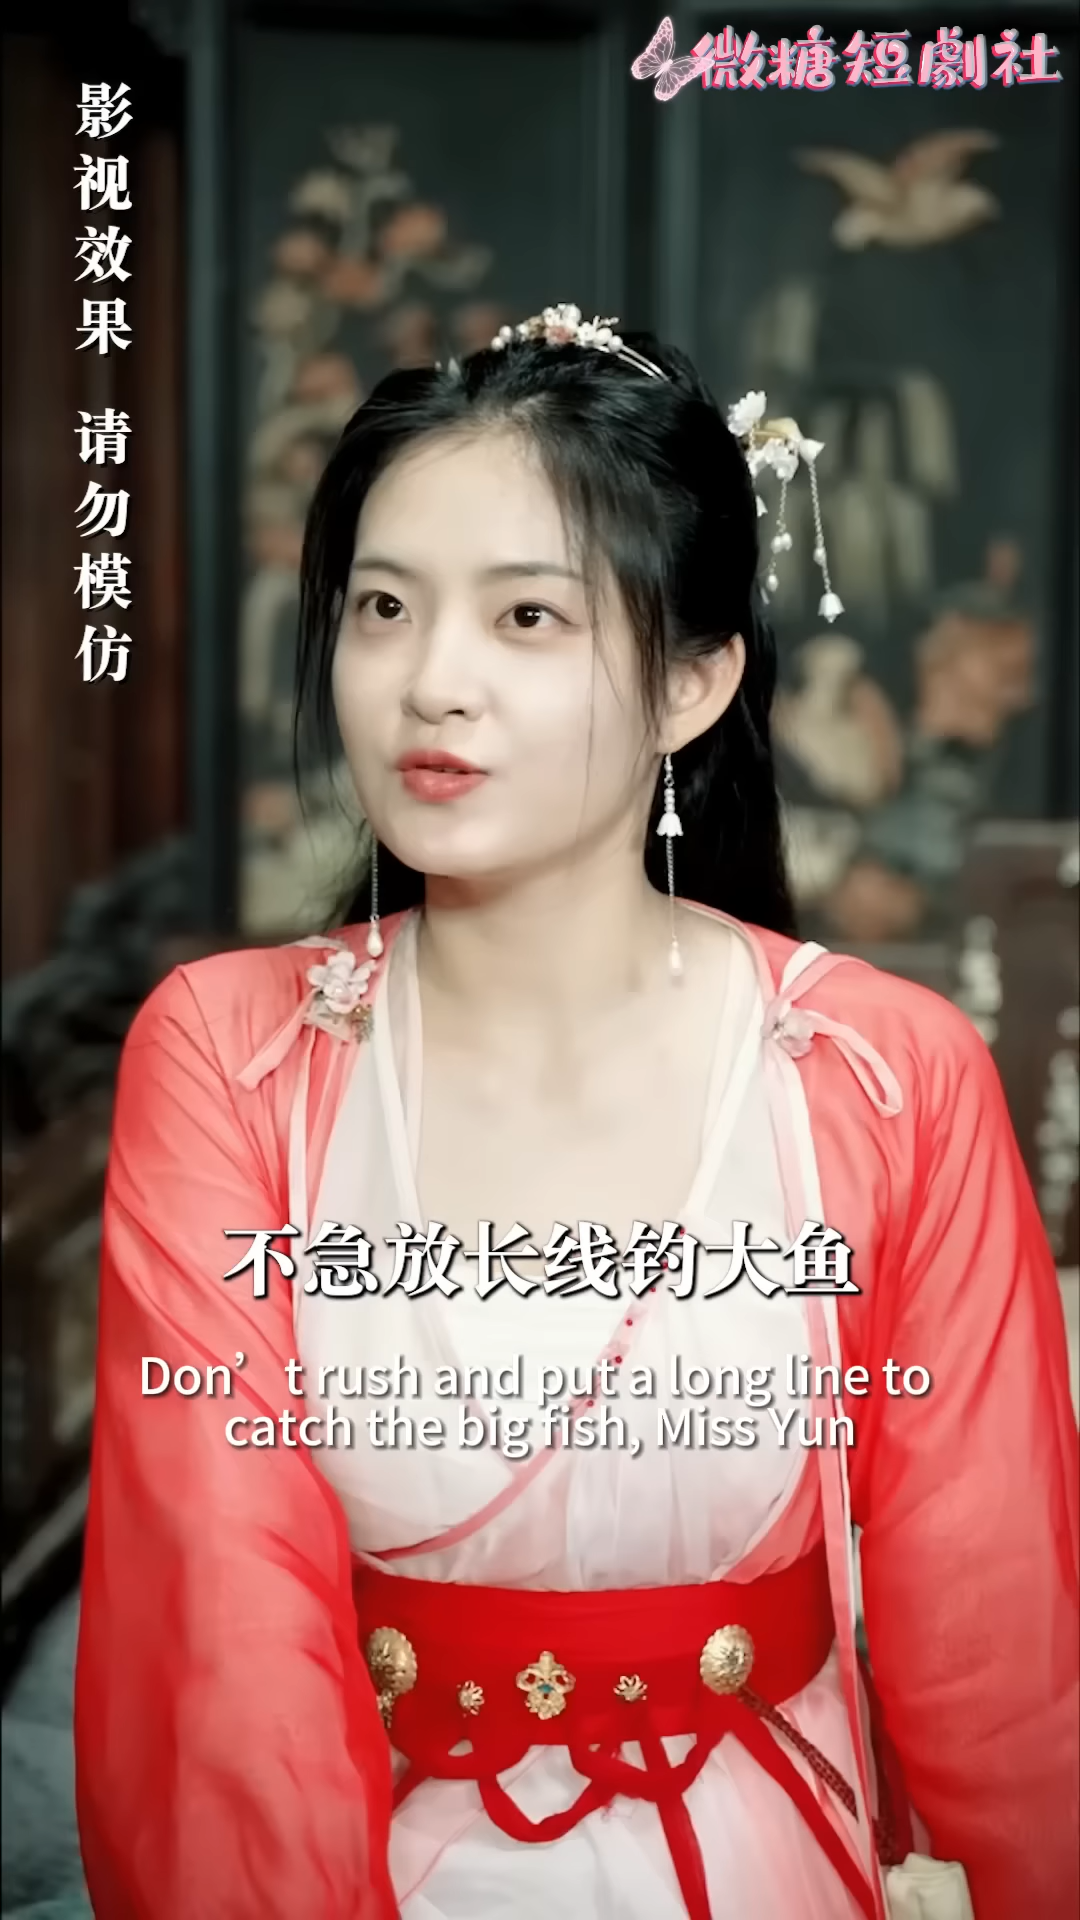 微糖短劇社
影视效果 请勿模仿
不急放长线钓大鱼
Don’t rush and put a long line to
catch the big fish, Miss Yun